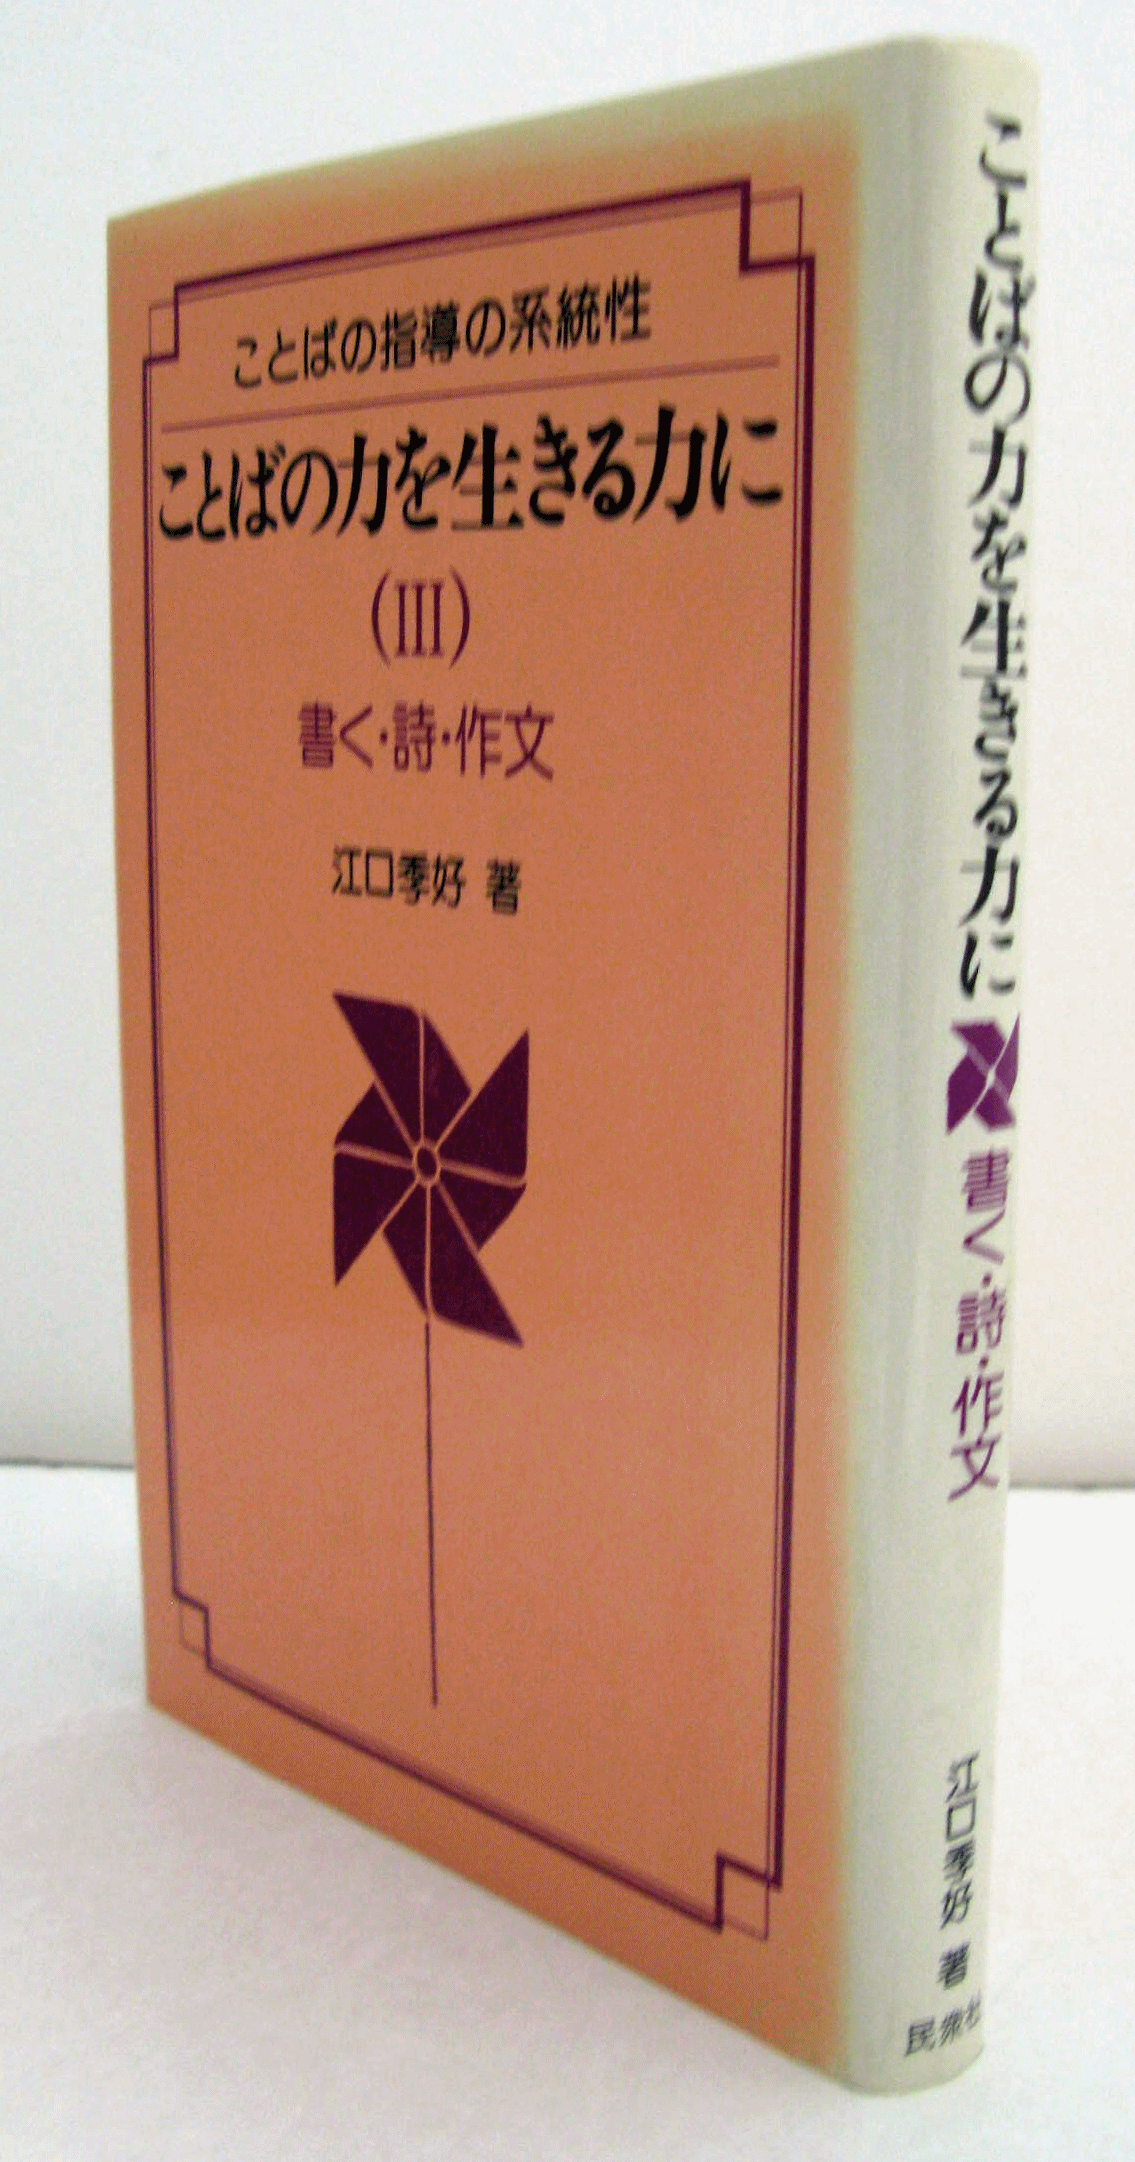 ことばの指導の系統性
ことばの力を生きる力に
(III)
書く・詩・作文
江口季好 著
ことばの力を生きる力に
書く・詩・作文
江口季好 著
民衆社